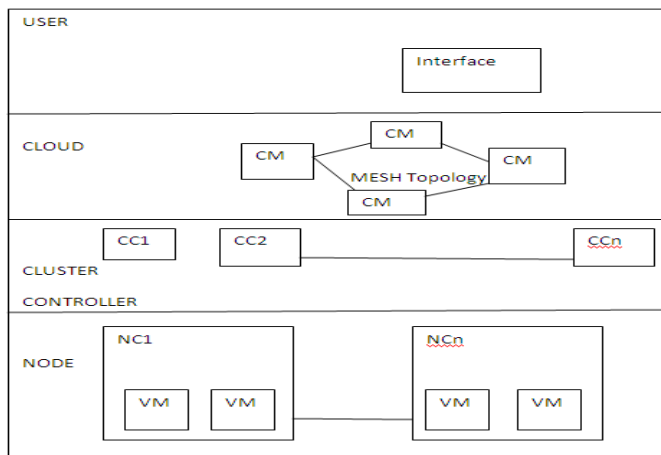 USER
Interface
CLOUD
CM
CM
CM
MESH Topology
CM
CC1
CC2
CCn
CLUSTER
CONTROLLER
NC1
NCn
NODE
VM
VM
VM
VM